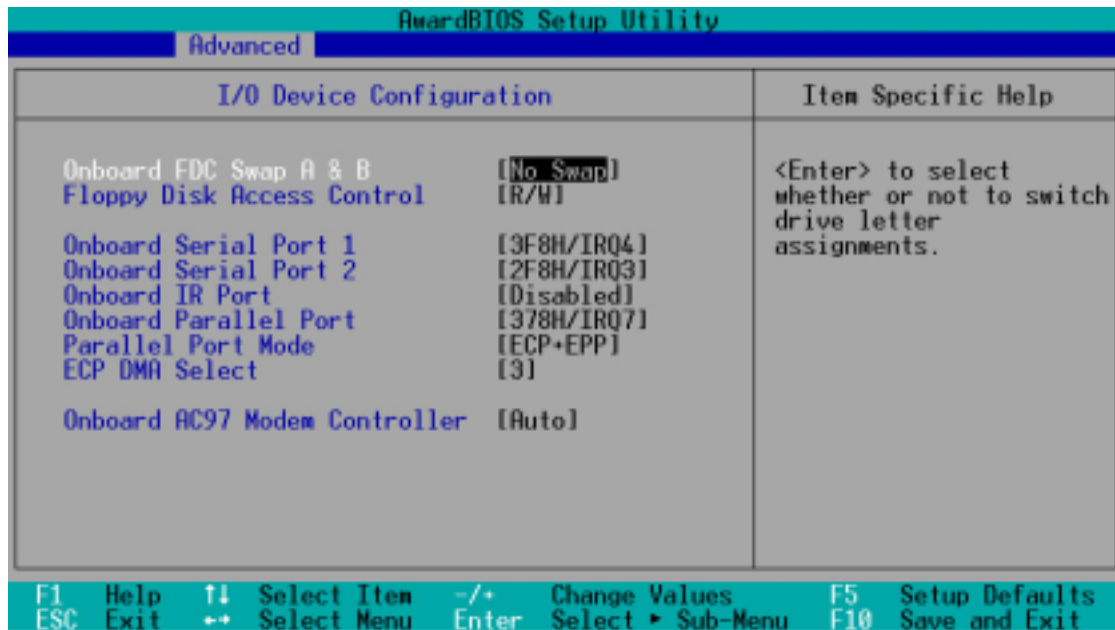 AwardBIOS Setup Utility
Advanced
I/O Device Configuration
Item Specific Help
Onboard FDC Swap A & B [No Swap]
Floppy Disk Access Control [R/W]
Onboard Serial Port 1 [3F8H/IRQ4]
Onboard Serial Port 2 [2F8H/IRQ3]
Onboard IR Port [Disabled]
Onboard Parallel Port [378H/IRQ7]
Parallel Port Mode [ECP+EPP]
ECP DMA Select [3]
Onboard AC97 Modem Controller [Auto]
<Enter> to select
whether or not to switch
drive letter
assignments.
F1 Help ↑↓ Select Item -/+ Change Values F5 Setup Defaults
ESC Exit ←→ Select Menu Enter Select ► Sub-Menu F10 Save and Exit